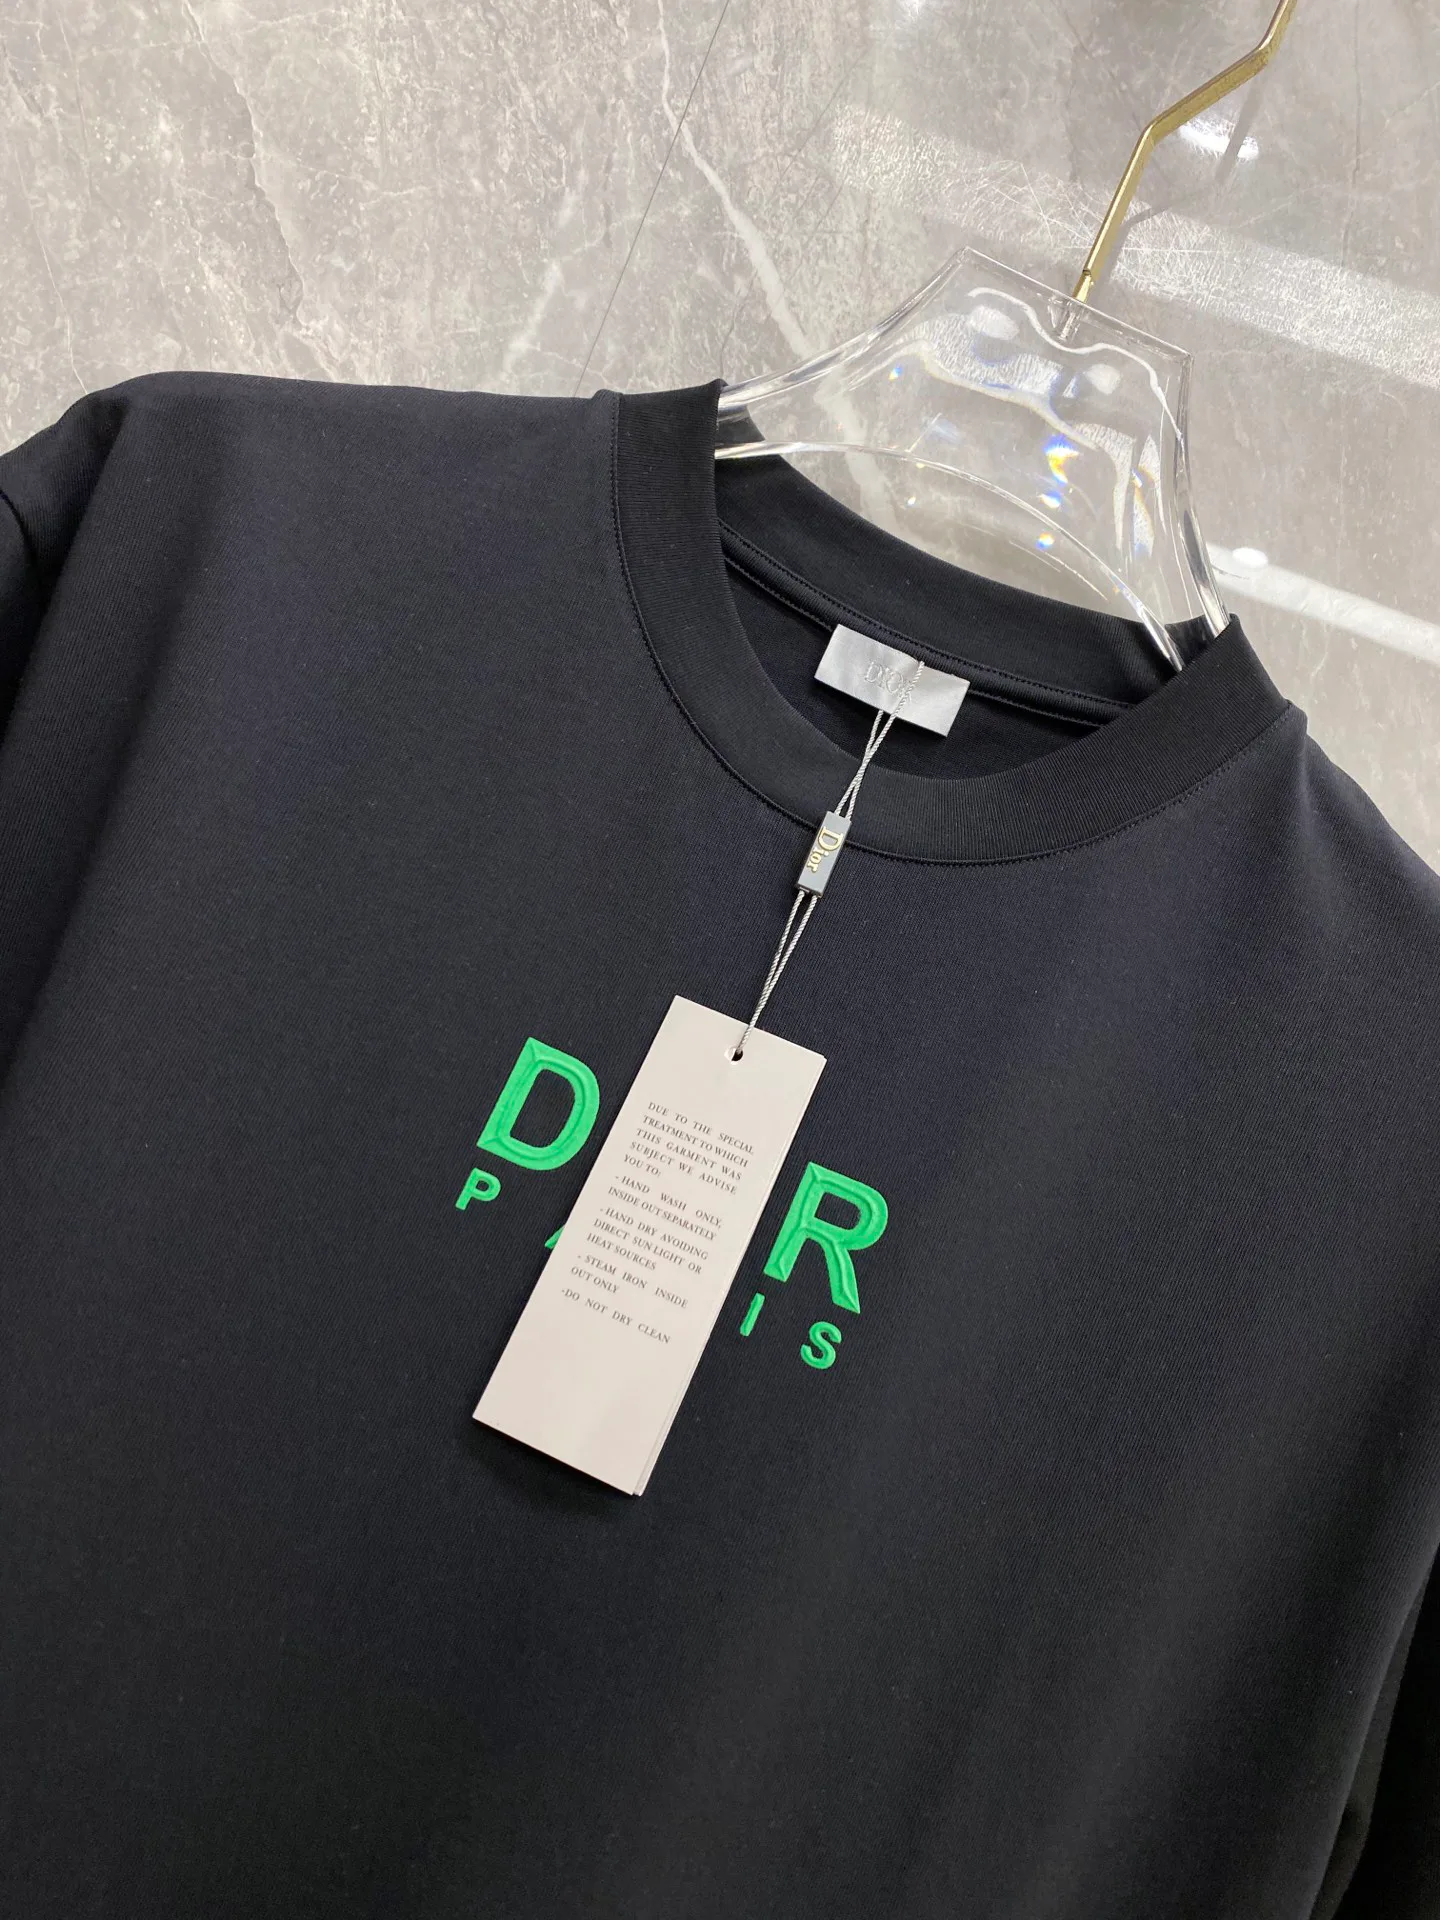 DIOR
Dior
DUE TO THE SPECIAL
TREATMENT TO WHICH
THIS GARMENT WAS
SUBJECT WE ADVISE
YOU TO:
- HAND WASH ONLY,
INSIDE OUT SEPARATELY
- HAND DRY AVOIDING
DIRECT SUN LIGHT OR
HEAT SOURCES
- STEAM IRON INSIDE
OUT ONLY
-DO NOT DRY CLEAN
D R
P A I S